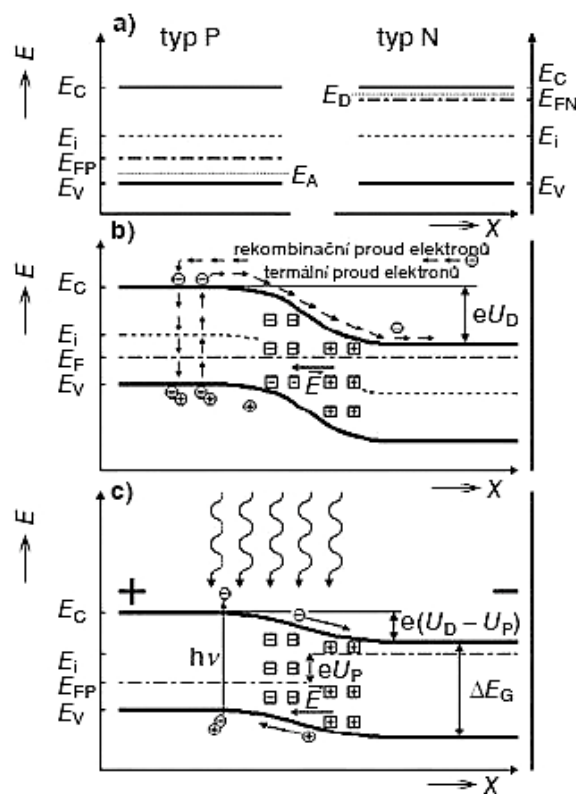 a) typ P typ N
E
E_C E_C
E_D E_FN
E_i E_i
E_FP
E_A
E_V E_V
χ
b) rekombinační proud elektronů
termální proud elektronů
E
E_C
eU_D
E_i
E_F
E_V
E
χ
c)
E
+ −
E_C
e(U_D − U_P)
E_i
eU_P
hν
E_FP
ΔE_G
E
E_V
χ